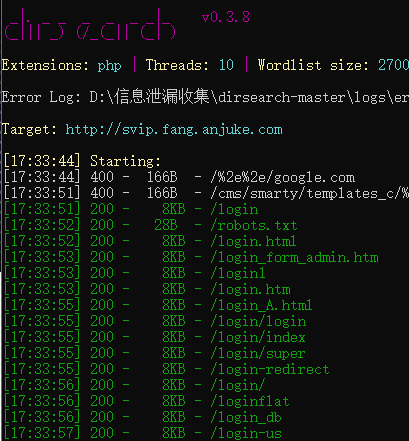 dirsearch v0.3.8
Extensions: php | Threads: 10 | Wordlist size: 2700
Error Log: D:\信息泄漏收集\dirsearch-master\logs\er
Target: http://svip.fang.anjuke.com
[17:33:44] Starting:
[17:33:44] 400 - 166B - /%2e%2e/google.com
[17:33:51] 400 - 166B - /cms/smarty/templates_c/%
[17:33:51] 200 - 8KB - /login
[17:33:52] 200 - 28B - /robots.txt
[17:33:52] 200 - 8KB - /login.html
[17:33:53] 200 - 8KB - /login_form_admin.htm
[17:33:53] 200 - 8KB - /login1
[17:33:53] 200 - 8KB - /login.htm
[17:33:55] 200 - 8KB - /login_A.html
[17:33:55] 200 - 8KB - /login/login
[17:33:55] 200 - 8KB - /login/index
[17:33:55] 200 - 8KB - /login/super
[17:33:55] 200 - 8KB - /login-redirect
[17:33:56] 200 - 8KB - /login/
[17:33:56] 200 - 8KB - /loginflat
[17:33:56] 200 - 8KB - /login_db
[17:33:57] 200 - 8KB - /login-us